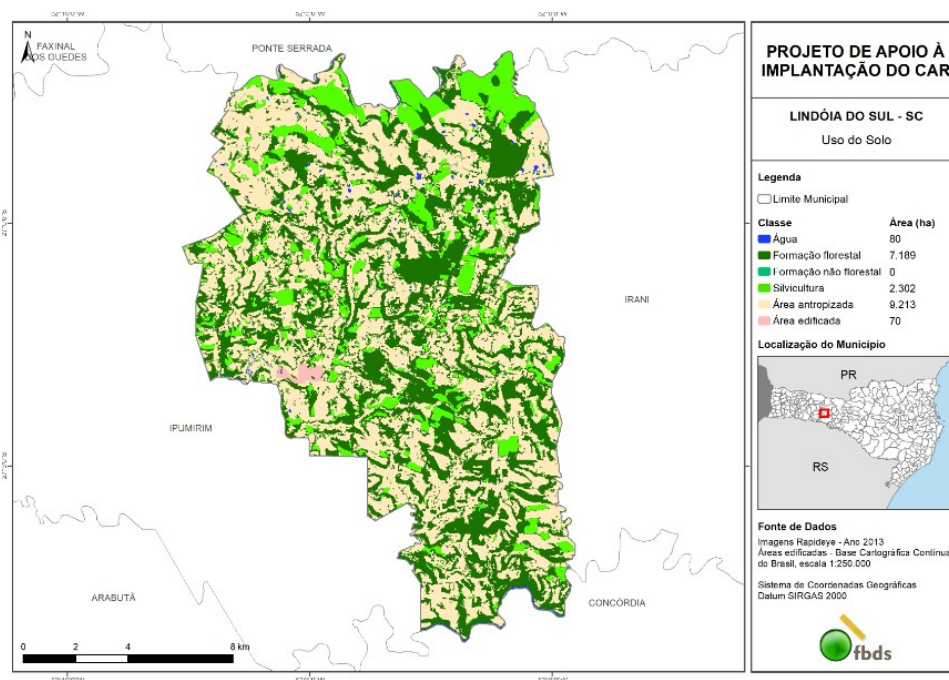 N
FAXINAL
DOS GUEDES
PONTE SERRADA
IRANI
IPUMIRIM
ARABUTÃ
CONCÓRDIA
0 2 4 8 km
PROJETO DE APOIO À
IMPLANTAÇÃO DO CAR
LINDÓIA DO SUL - SC
Uso do Solo
Legenda
Limite Municipal
Classe Área (ha)
Água 80
Formação florestal 7.189
Formação não florestal 0
Silvicultura 2.302
Área antropizada 9.213
Área edificada 70
Localização do Município
PR
RS
Fonte de Dados
Imagens Rapideye - Ano 2013
Áreas edificadas - Base Cartográfica Continua
do Brasil, escala 1:250.000
Sistema de Coordenadas Geográficas
Datum SIRGAS 2000
fbds